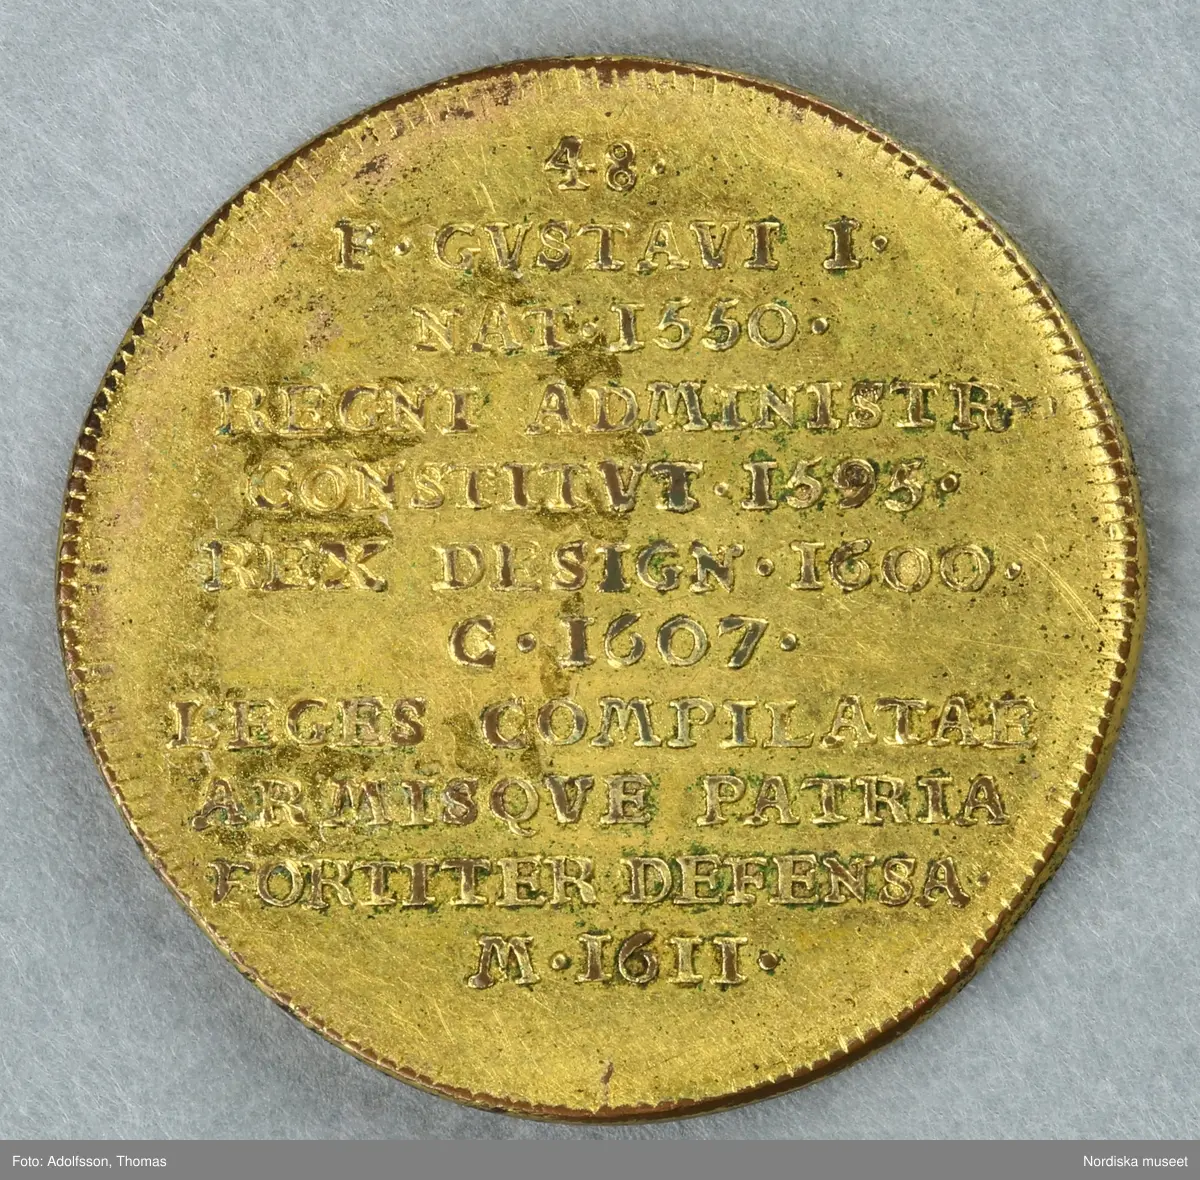 48·
F·GVSTAVI I·
NAT·1550·
REGNI ADMINISTR·
CONSTITVT·1595·
REX DESIGN·1600·
C·1607·
LEGES COMPILATAE
ARMISQVE PATRIA
FORTITER DEFENSA·
M·1611·
Foto: Adolfsson, Thomas
Nordiska museet